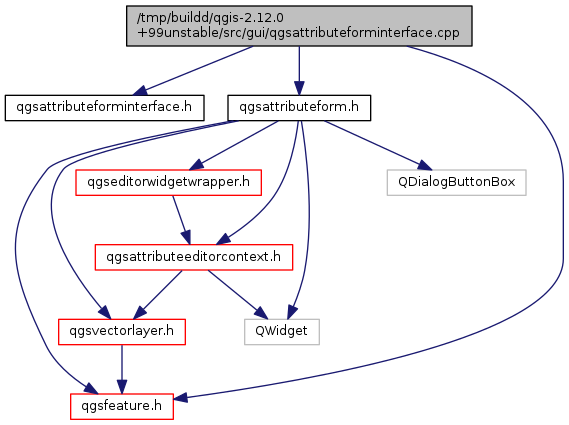 /tmp/buildd/qgis-2.12.0
+99unstable/src/gui/qgsattributeforminterface.cpp
qgsattributeforminterface.h
qgsattributeform.h
qgseditorwidgetwrapper.h
QDialogButtonBox
qgsattributeeditorcontext.h
qgsvectorlayer.h
QWidget
qgsfeature.h